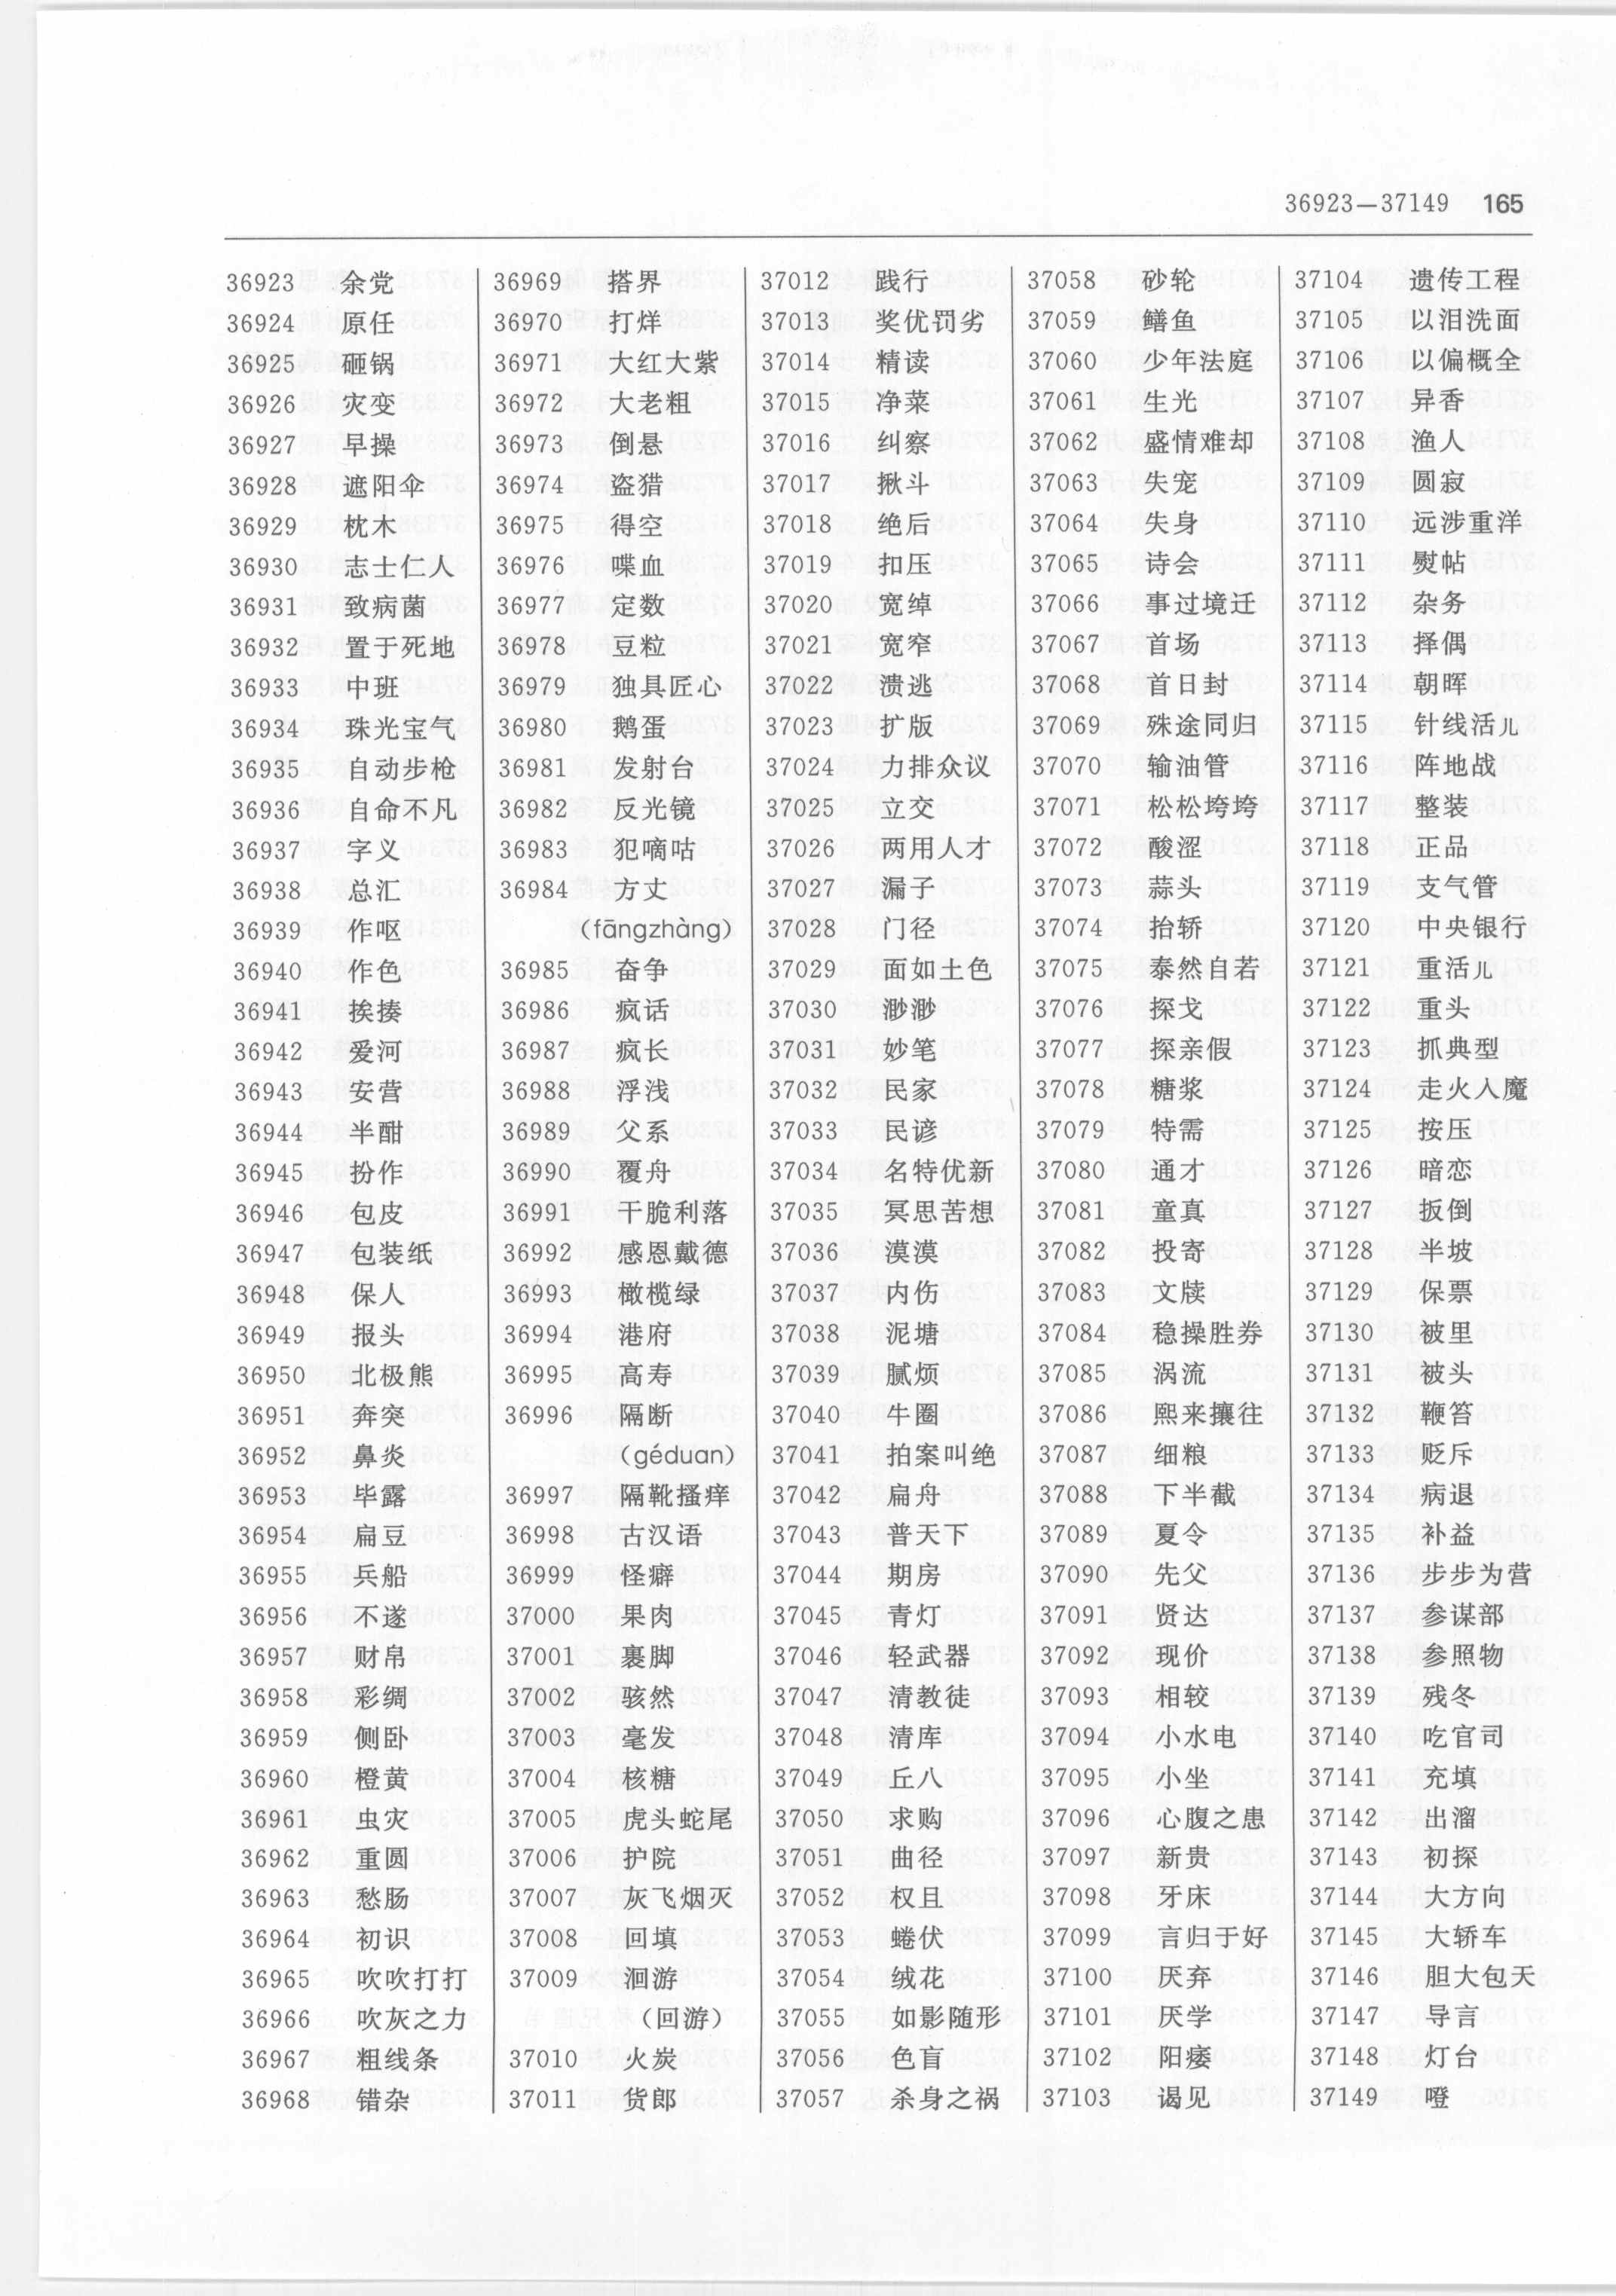 36923—37149 165
36923 余党
36924 原任
36925 砸锅
36926 灾变
36927 早操
36928 遮阳伞
36929 枕木
36930 志士仁人
36931 致病菌
36932 置于死地
36933 中班
36934 珠光宝气
36935 自动步枪
36936 自命不凡
36937 字义
36938 总汇
36939 作呕
36940 作色
36941 挨揍
36942 爱河
36943 安营
36944 半酣
36945 扮作
36946 包皮
36947 包装纸
36948 保人
36949 报头
36950 北极熊
36951 奔突
36952 鼻炎
36953 毕露
36954 扁豆
36955 兵船
36956 不遂
36957 财帛
36958 彩绸
36959 侧卧
36960 橙黄
36961 虫灾
36962 重圆
36963 愁肠
36964 初识
36965 吹吹打打
36966 吹灰之力
36967 粗线条
36968 错杂
36969 搭界
36970 打烊
36971 大红大紫
36972 大老粗
36973 倒悬
36974 盗猎
36975 得空
36976 喋血
36977 定数
36978 豆粒
36979 独具匠心
36980 鹅蛋
36981 发射台
36982 反光镜
36983 犯嘀咕
36984 方丈
(fāngzhàng)
36985 奋争
36986 疯话
36987 疯长
36988 浮浅
36989 父系
36990 覆舟
36991 干脆利落
36992 感恩戴德
36993 橄榄绿
36994 港府
36995 高寿
36996 隔断
(géduan)
36997 隔靴搔痒
36998 古汉语
36999 怪癖
37000 果肉
37001 裹脚
37002 骇然
37003 毫发
37004 核糖
37005 虎头蛇尾
37006 护院
37007 灰飞烟灭
37008 回填
37009 洄游
(回游)
37010 火炭
37011 货郎
37012 践行
37013 奖优罚劣
37014 精读
37015 净菜
37016 纠察
37017 揪斗
37018 绝后
37019 扣压
37020 宽绰
37021 宽窄
37022 溃逃
37023 扩版
37024 力排众议
37025 立交
37026 两用人才
37027 漏子
37028 门径
37029 面如土色
37030 渺渺
37031 妙笔
37032 民家
37033 民谚
37034 名特优新
37035 冥思苦想
37036 漠漠
37037 内伤
37038 泥塘
37039 腻烦
37040 牛圈
37041 拍案叫绝
37042 扁舟
37043 普天下
37044 期房
37045 青灯
37046 轻武器
37047 清教徒
37048 清库
37049 丘八
37050 求购
37051 曲径
37052 权且
37053 蜷伏
37054 绒花
37055 如影随形
37056 色盲
37057 杀身之祸
37058 砂轮
37059 鳝鱼
37060 少年法庭
37061 生光
37062 盛情难却
37063 失宠
37064 失身
37065 诗会
37066 事过境迁
37067 首场
37068 首日封
37069 殊途同归
37070 输油管
37071 松松垮垮
37072 酸涩
37073 蒜头
37074 抬轿
37075 泰然自若
37076 探戈
37077 探亲假
37078 糖浆
37079 特需
37080 通才
37081 童真
37082 投寄
37083 文牍
37084 稳操胜券
37085 涡流
37086 熙来攘往
37087 细粮
37088 下半截
37089 夏令
37090 先父
37091 贤达
37092 现价
37093 相较
37094 小水电
37095 小坐
37096 心腹之患
37097 新贵
37098 牙床
37099 言归于好
37100 厌弃
37101 厌学
37102 阳痿
37103 谒见
37104 遗传工程
37105 以泪洗面
37106 以偏概全
37107 异香
37108 渔人
37109 圆寂
37110 远涉重洋
37111 熨帖
37112 杂务
37113 择偶
37114 朝晖
37115 针线活儿
37116 阵地战
37117 整装
37118 正品
37119 支气管
37120 中央银行
37121 重活儿
37122 重头
37123 抓典型
37124 走火入魔
37125 按压
37126 暗恋
37127 扳倒
37128 半坡
37129 保票
37130 被里
37131 被头
37132 鞭笞
37133 贬斥
37134 病退
37135 补益
37136 步步为营
37137 参谋部
37138 参照物
37139 残冬
37140 吃官司
37141 充填
37142 出溜
37143 初探
37144 大方向
37145 大轿车
37146 胆大包天
37147 导言
37148 灯台
37149 噔